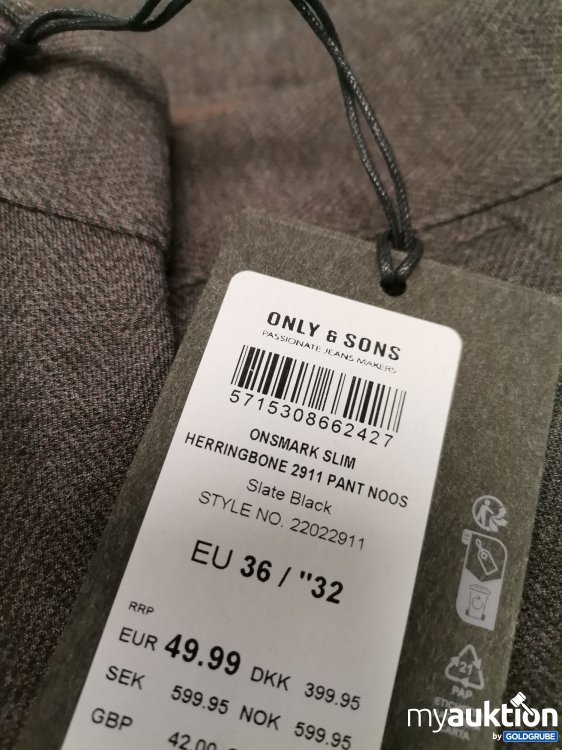 ONLY & SONS
PASSIONATE JEANS MAKERS
5715308662427
ONSMARK SLIM
HERRINGBONE 2911 PANT NOOS
Slate Black
STYLE NO. 22022911
EU 36 / "32
RRP
EUR 49.99 DKK 399.95
SEK 599.95 NOK 599.95
GBP 42.00
21
PAP
myauktion
by GOLDGRUBE